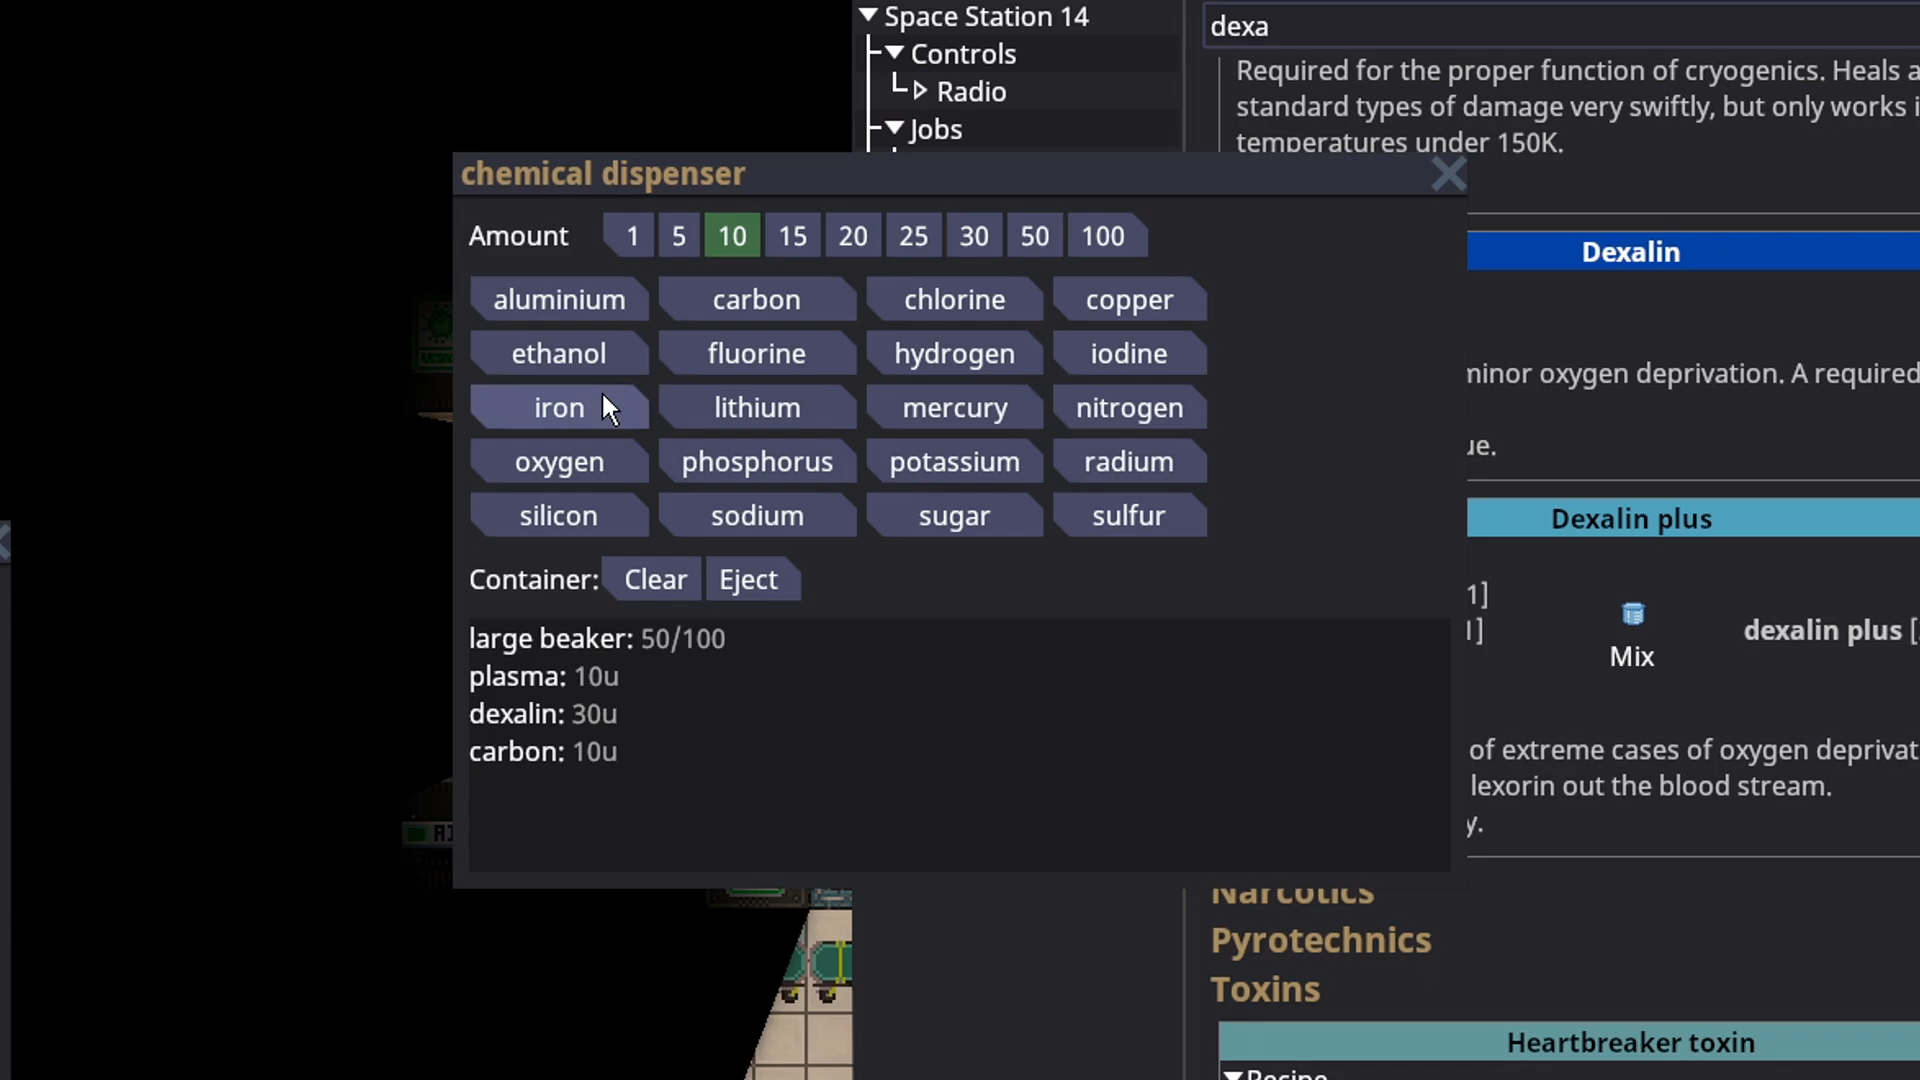 Space Station 14
Controls
Radio
Jobs
dexa
Required for the proper function of cryogenics. Heals a
standard types of damage very swiftly, but only works i
temperatures under 150K.
chemical dispenser
Amount 1 5 10 15 20 25 30 50 100
aluminium carbon chlorine copper
ethanol fluorine hydrogen iodine
iron lithium mercury nitrogen
oxygen phosphorus potassium radium
silicon sodium sugar sulfur
Container: Clear Eject
large beaker: 50/100
plasma: 10u
dexalin: 30u
carbon: 10u
Dexalin
minor oxygen deprivation. A required
ue.
Dexalin plus
1]
1]
Mix
dexalin plus [
of extreme cases of oxygen deprivat
lexorin out the blood stream.
y.
Narcotics
Pyrotechnics
Toxins
Heartbreaker toxin
Recipe